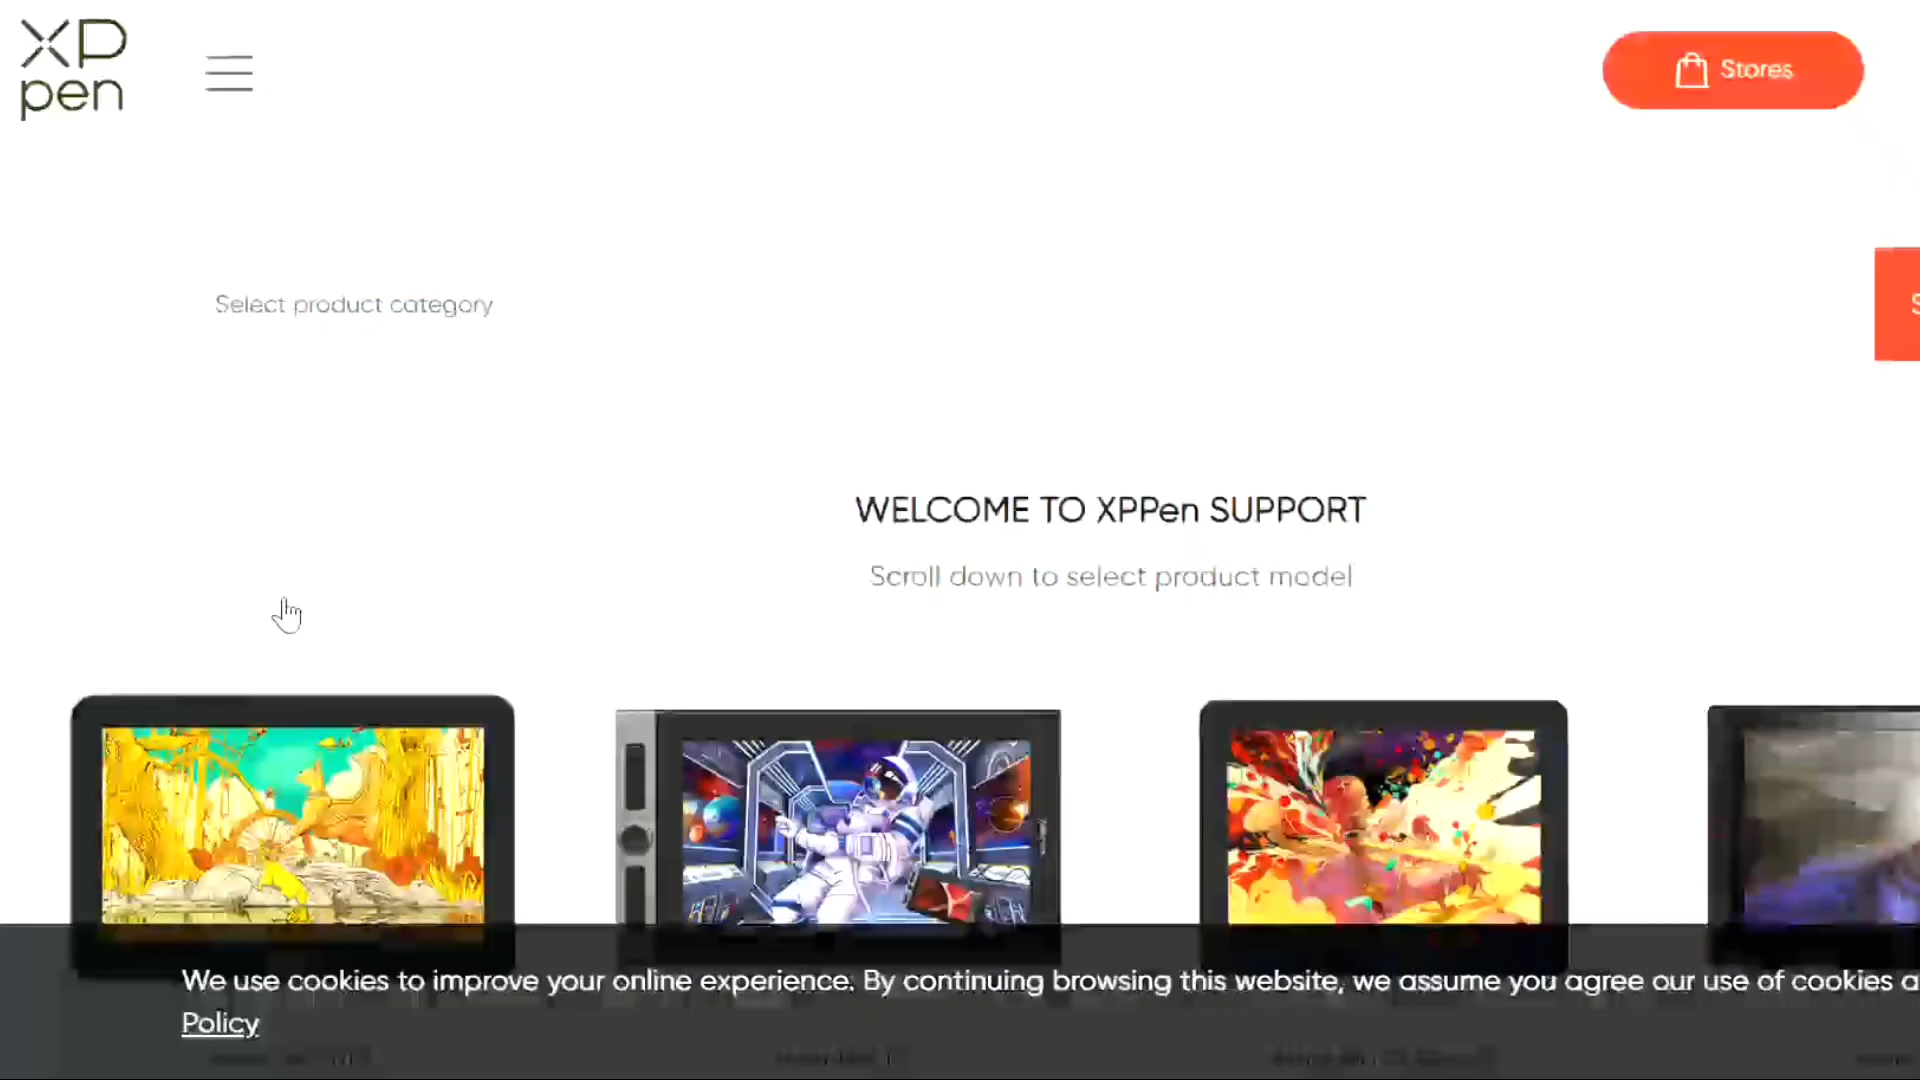 XP
pen
Stores
Select product category
WELCOME TO XPPen SUPPORT
Scroll down to select product model
We use cookies to improve your online experience. By continuing browsing this website, we assume you agree our use of cookies
Policy